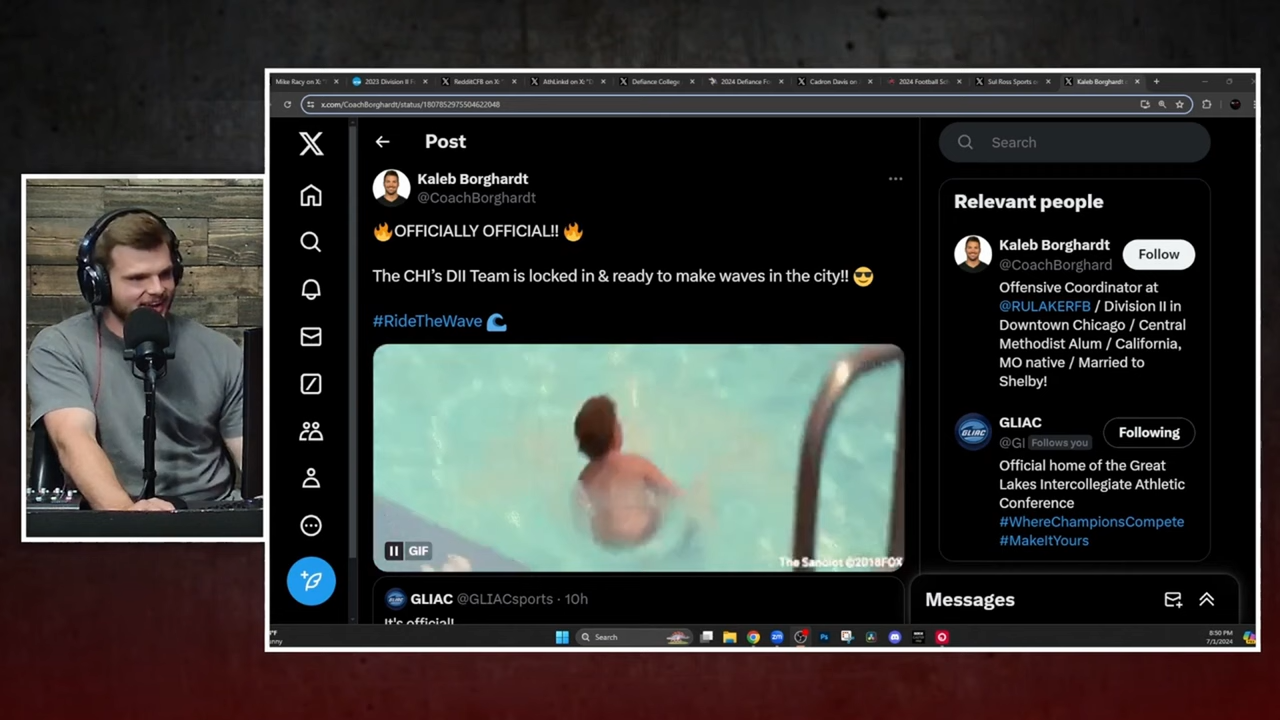 Mike Racy on X:
2023 Division II F
RedditCFB on X:
AthLinkd on X:
Defiance College
2024 Defiance Fo
Cadron Davis on
2024 Football Sch
Sul Ross Sports o
Kaleb Borghardt
x.com/CoachBorghardt/status/1807852975504622048
Post
Search
Kaleb Borghardt
@CoachBorghardt
🔥OFFICIALLY OFFICIAL!! 🔥
The CHI’s DII Team is locked in & ready to make waves in the city!! 😎
#RideTheWave 🌊
GIF
The Sandlot ©2018FOX
GLIAC @GLIACsports · 10h
It's official!
Relevant people
Kaleb Borghardt
@CoachBorghard
Follow
Offensive Coordinator at
@RULAKERFB / Division II in
Downtown Chicago / Central
Methodist Alum / California,
MO native / Married to
Shelby!
GLIAC
@Gl Follows you
Following
Official home of the Great
Lakes Intercollegiate Athletic
Conference
#WhereChampionsCompete
#MakeItYours
Messages
Search
8:50 PM
7/1/2024